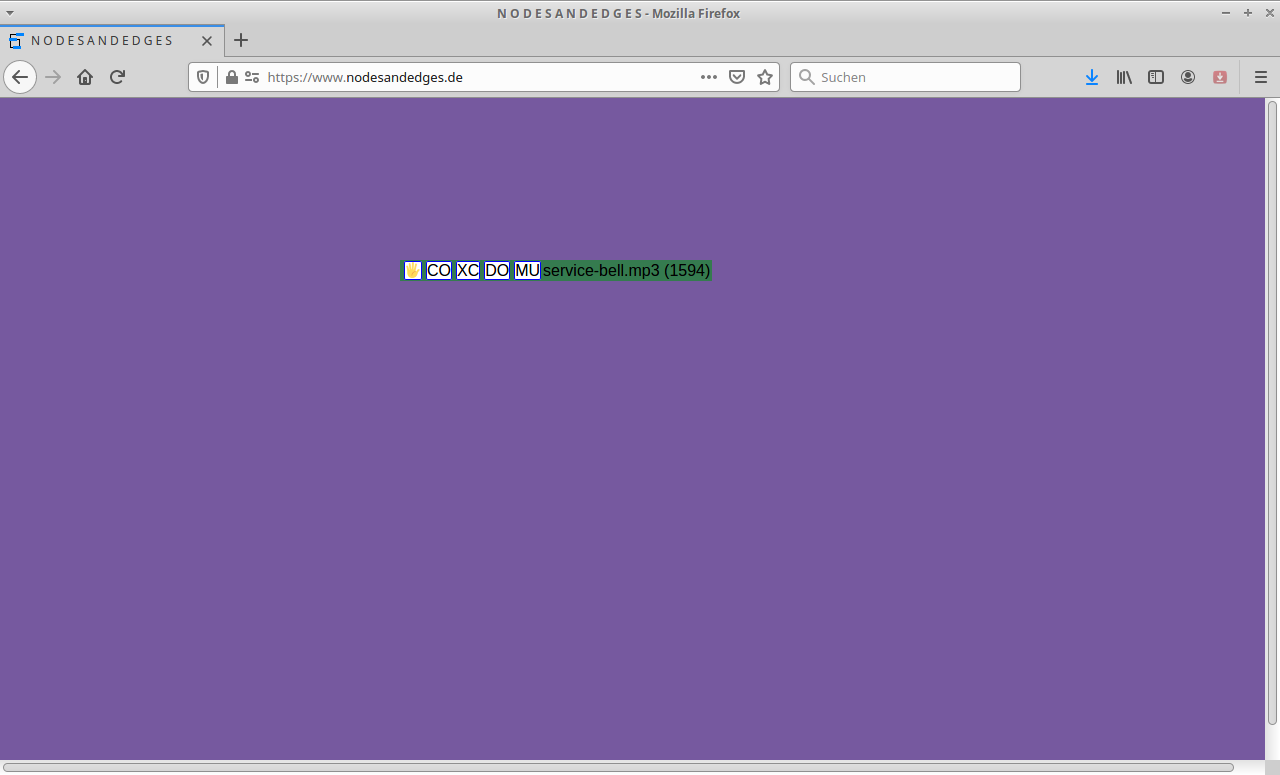 N O D E S A N D E D G E S - Mozilla Firefox
N O D E S A N D E D G E S
https://www.nodesandedges.de
Suchen
CO XC DO MU service-bell.mp3 (1594)